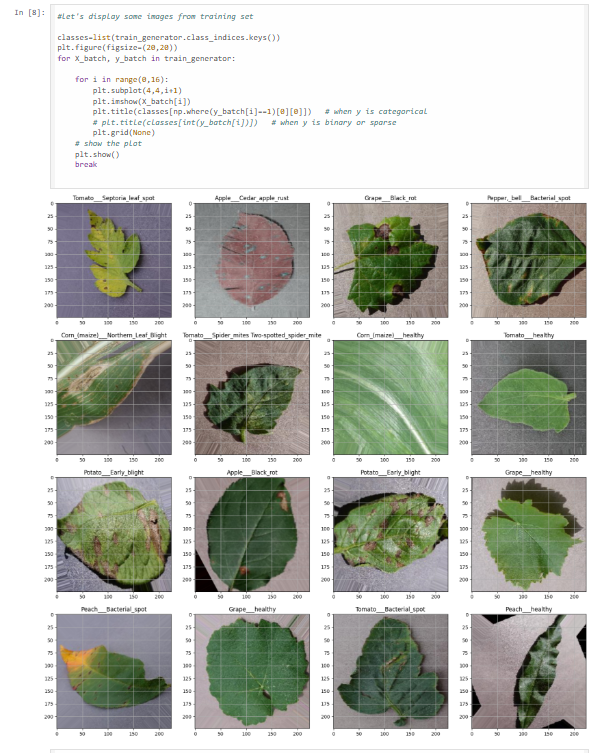 In [8]:
#Let's display some images from training set
classes=list(train_generator.class_indices.keys())
plt.figure(figsize=(20,20))
for X_batch, y_batch in train_generator:
for i in range(0,16):
plt.subplot(4,4,i+1)
plt.imshow(X_batch[i])
plt.title(classes[np.where(y_batch[i]==1)[0][0]]) # when y is categorical
# plt.title(classes[int(y_batch[i])]) # when y is binary or sparse
plt.grid(None)
# show the plot
plt.show()
break
Tomato___Septoria_leaf_spot Apple___Cedar_apple_rust Grape___Black_rot Pepper,_bell___Bacterial_spot
0 0 0 0
25 25 25 25
50 50 50 50
75 75 75 75
100 100 100 100
125 125 125 125
150 150 150 150
175 175 175 175
200 200 200 200
0 50 100 150 200 0 50 100 150 200 0 50 100 150 200 0 50 100 150 200
Corn_(maize)___Northern_Leaf_Blight Tomato___Spider_mites Two-spotted_spider_mite Corn_(maize)___healthy Tomato___healthy
0 0 0 0
25 25 25 25
50 50 50 50
75 75 75 75
100 100 100 100
125 125 125 125
150 150 150 150
175 175 175 175
200 200 200 200
0 50 100 150 200 0 50 100 150 200 0 50 100 150 200 0 50 100 150 200
Potato___Early_blight Apple___Black_rot Potato___Early_blight Grape___healthy
0 0 0 0
25 25 25 25
50 50 50 50
75 75 75 75
100 100 100 100
125 125 125 125
150 150 150 150
175 175 175 175
200 200 200 200
0 50 100 150 200 0 50 100 150 200 0 50 100 150 200 0 50 100 150 200
Peach___Bacterial_spot Grape___healthy Tomato___Bacterial_spot Peach___healthy
0 0 0 0
25 25 25 25
50 50 50 50
75 75 75 75
100 100 100 100
125 125 125 125
150 150 150 150
175 175 175 175
200 200 200 200
0 50 100 150 200 0 50 100 150 200 0 50 100 150 200 0 50 100 150 200